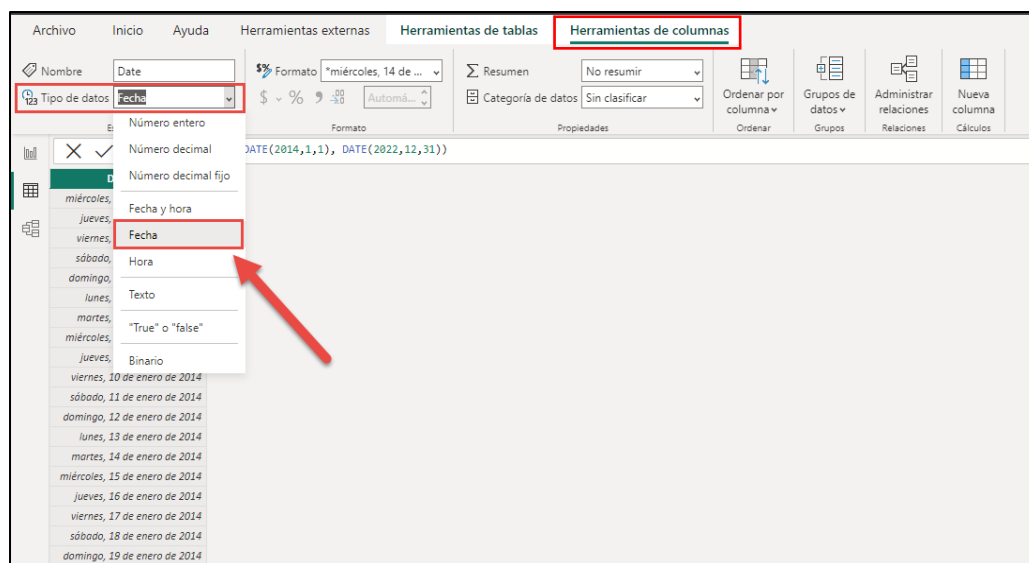 Archivo Inicio Ayuda Herramientas externas Herramientas de tablas Herramientas de columnas
Nombre Date $% Formato *miércoles, 14 de ... Resumen No resumir
Tipo de datos Fecha $ % 9 Automá... Categoría de datos Sin clasificar
Ordenar por columna Grupos de datos Administrar relaciones Nueva columna
Formato Propiedades Ordenar Grupos Relaciones Cálculos
Número entero
Número decimal
Número decimal fijo
Fecha y hora
Fecha
Hora
Texto
"True" o "false"
Binario
DATE(2014,1,1), DATE(2022,12,31))
miércoles,
jueves,
viernes,
sábado,
domingo,
lunes,
martes,
miércoles,
jueves,
viernes, 10 de enero de 2014
sábado, 11 de enero de 2014
domingo, 12 de enero de 2014
lunes, 13 de enero de 2014
martes, 14 de enero de 2014
miércoles, 15 de enero de 2014
jueves, 16 de enero de 2014
viernes, 17 de enero de 2014
sábado, 18 de enero de 2014
domingo, 19 de enero de 2014